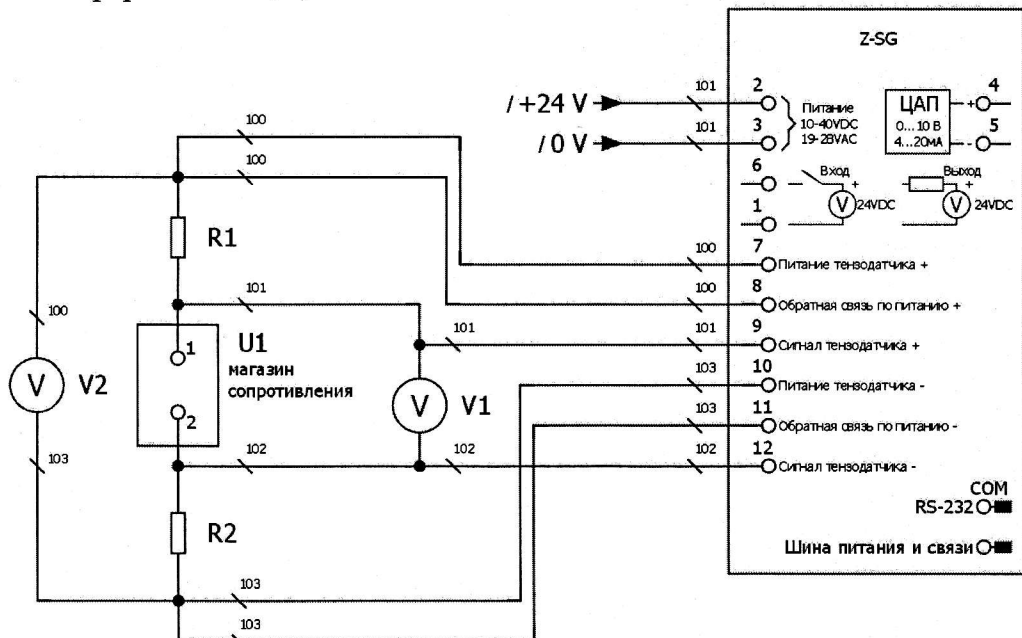 Z-SG
/ +24 V
101
2
Питание
10-40VDC
19-28VAC
ЦАП
0...10 В
4...20мА
+
4
-
5
/ 0 V
101
3
100
100
6
Вход
+
V
24VDC
Выход
+
V
24VDC
1
R1
100
7
Питание тензодатчика +
101
100
8
Обратная связь по питанию +
100
101
101
9
Сигнал тензодатчика +
V
V2
1
2
U1
магазин
сопротивления
V
V1
103
10
Питание тензодатчика -
103
11
Обратная связь по питанию -
103
102
102
102
12
Сигнал тензодатчика -
COM
RS-232
R2
Шина питания и связи
103
103